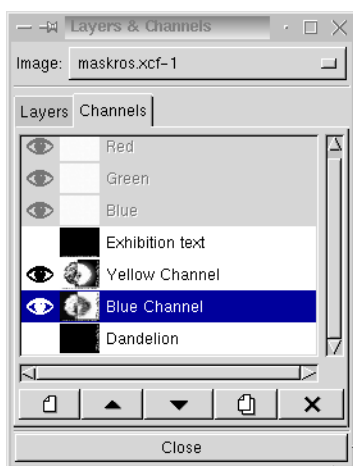 Layers & Channels
Image: maskros.xcf-1
Layers Channels
Red
Green
Blue
Exhibition text
Yellow Channel
Blue Channel
Dandelion
Close